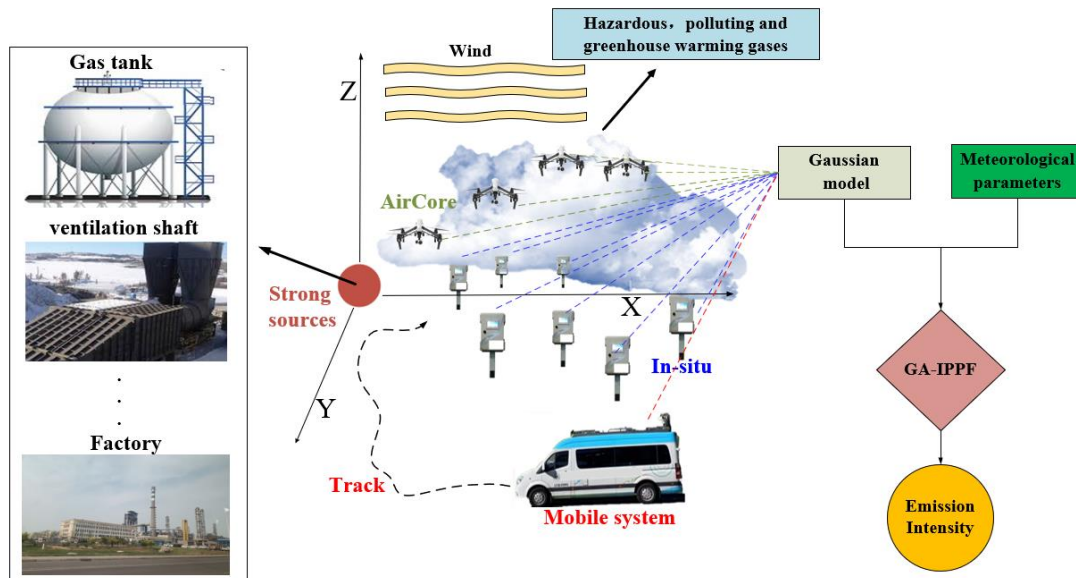 Gas tank
ventilation shaft
.
.
.
Factory
Wind
Hazardous，polluting and
greenhouse warming gases
Z
AirCore
Strong
sources
X
Y
In-situ
Track
Mobile system
Gaussian
model
Meteorological
parameters
GA-IPPF
Emission
Intensity